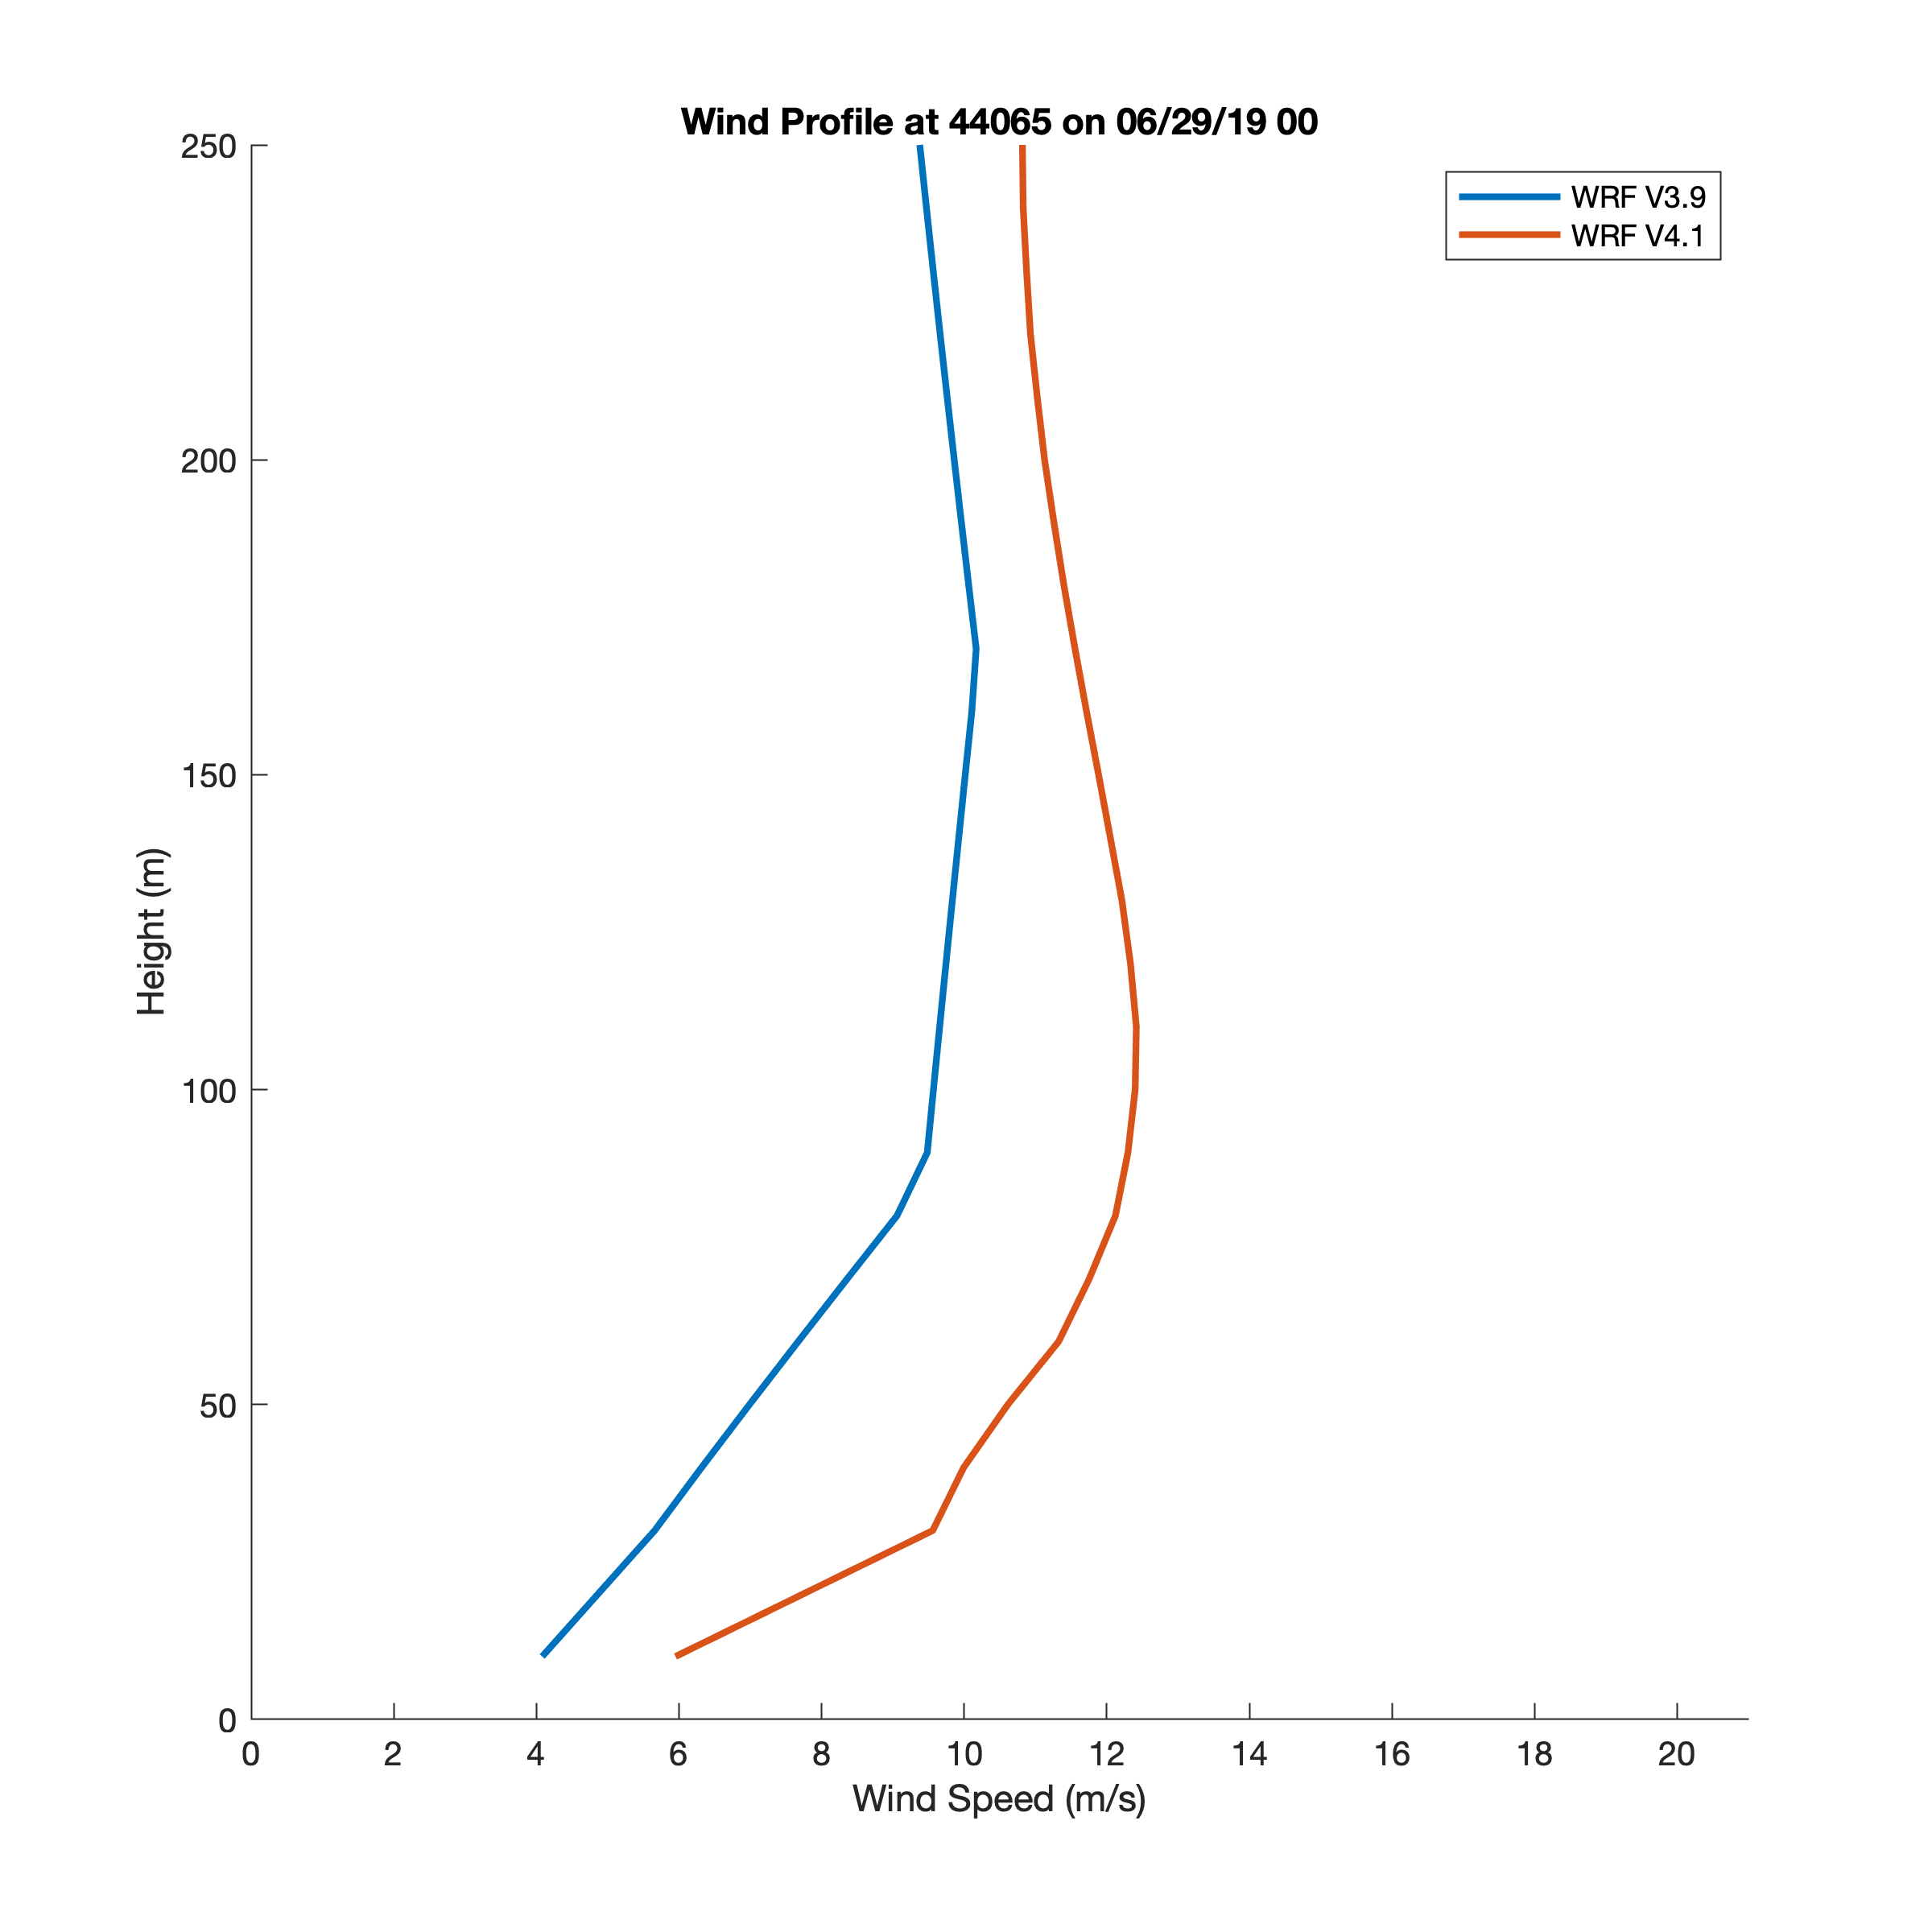 Wind Profile at 44065 on 06/29/19 00
WRF V3.9
WRF V4.1
250
200
150
100
50
0
Height (m)
0 2 4 6 8 10 12 14 16 18 20
Wind Speed (m/s)